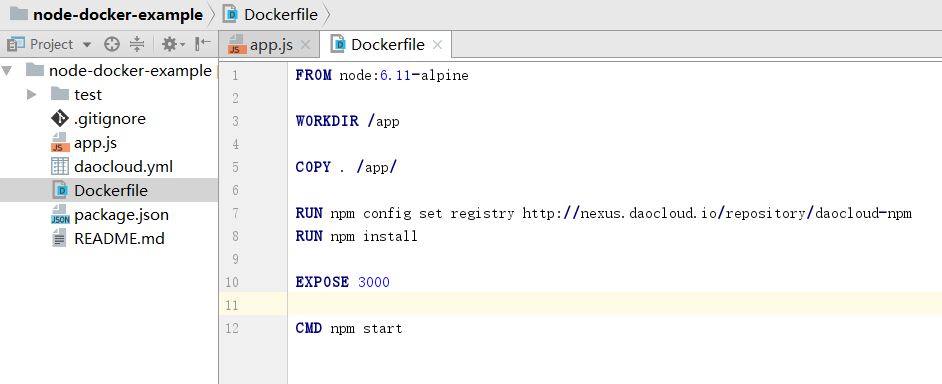 node-docker-example Dockerfile
Project app.js Dockerfile
node-docker-example
test
.gitignore
app.js
daocloud.yml
Dockerfile
package.json
README.md
1 FROM node:6.11-alpine
2
3 WORKDIR /app
4
5 COPY . /app/
6
7 RUN npm config set registry http://nexus.daocloud.io/repository/daocloud-npm
8 RUN npm install
9
10 EXPOSE 3000
11
12 CMD npm start